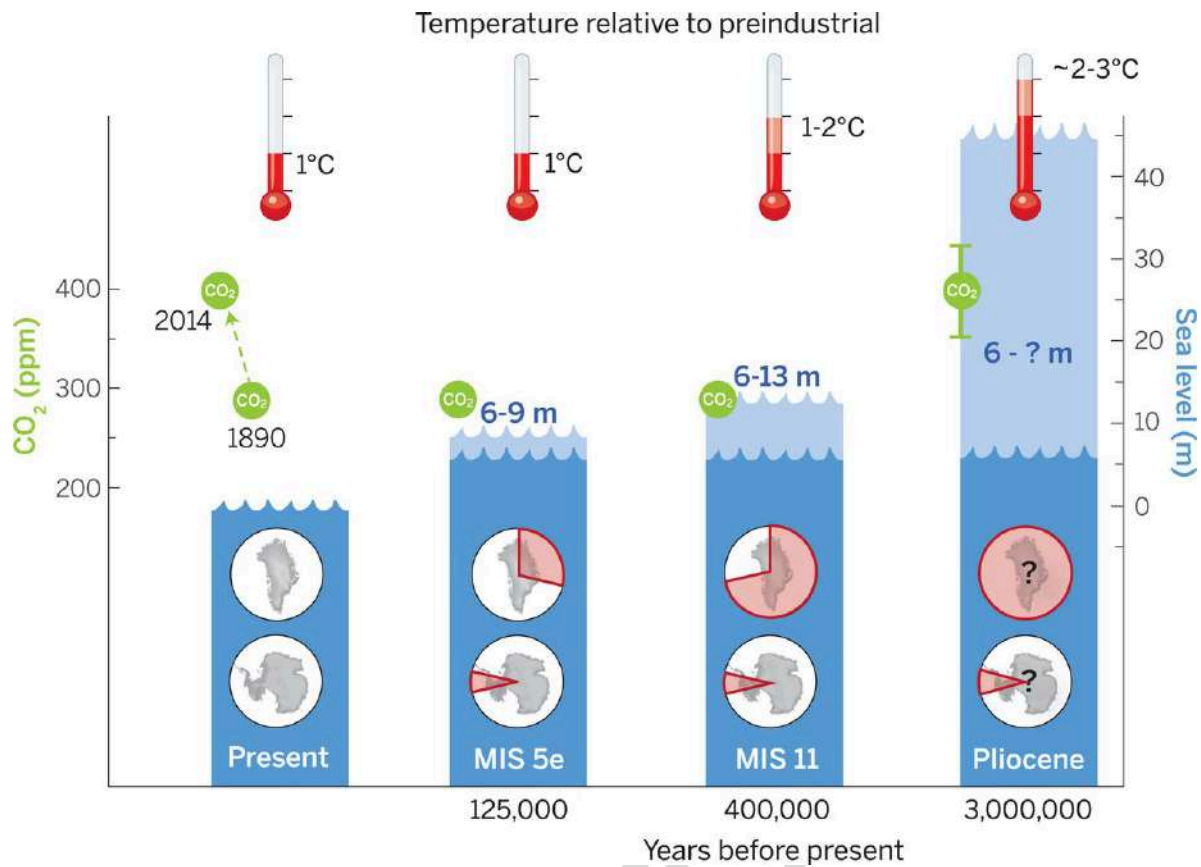 Temperature relative to preindustrial
~2-3°C
1-2°C
1°C
1°C
40
30
20
10
0
Sea level (m)
400
300
200
CO₂ (ppm)
CO₂
2014
CO₂
1890
CO₂
6-9 m
CO₂
6-13 m
CO₂
6 - ? m
?
?
Present
MIS 5e
MIS 11
Pliocene
125,000
400,000
3,000,000
Years before present